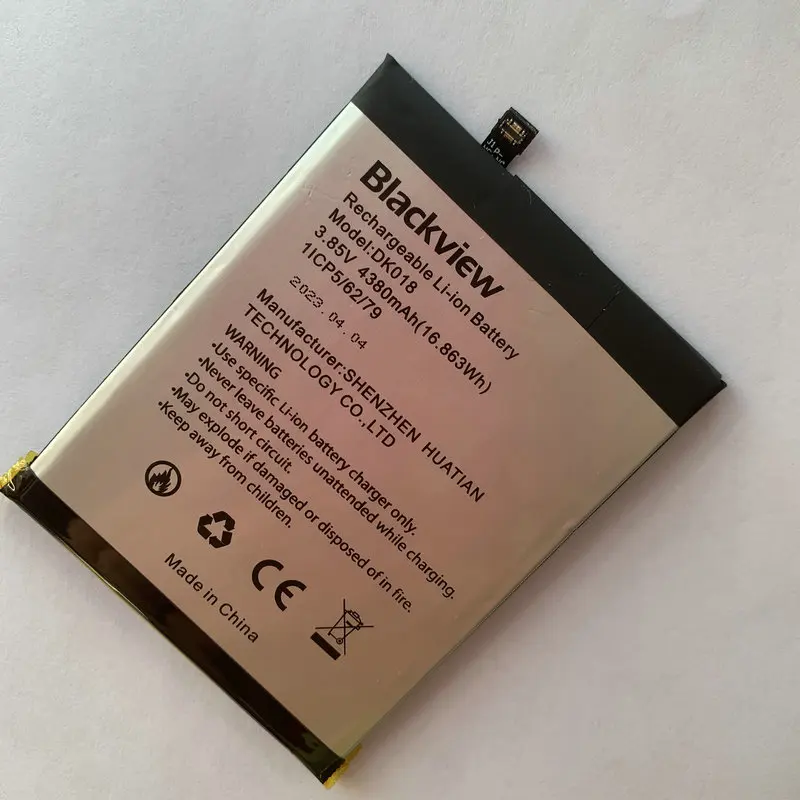 Blackview
Rechargeable Li-ion Battery
Model:DK018
3.85V 4380mAh(16.863Wh)
1ICP5/62/79
2023.04.04
Manufacturer:SHENZHEN HUATIAN
TECHNOLOGY CO.,LTD
WARNING
•Use specific Li-ion battery charger only.
•Never leave batteries unattended while charging.
•Do not short circuit.
•May explode if damaged or disposed of in fire.
•Keep away from children.
CE
Made in China
J1 P-